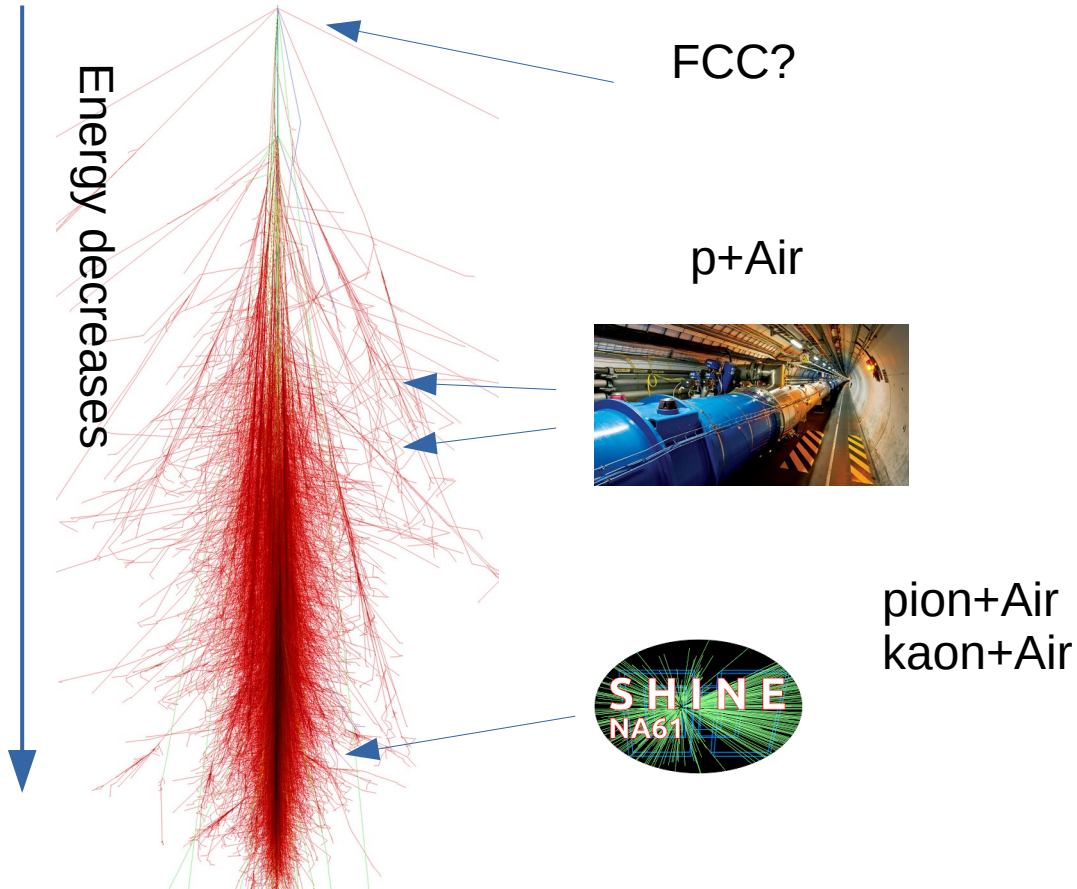 FCC?
Energy decreases
p+Air
pion+Air
kaon+Air
SHINE
NA61